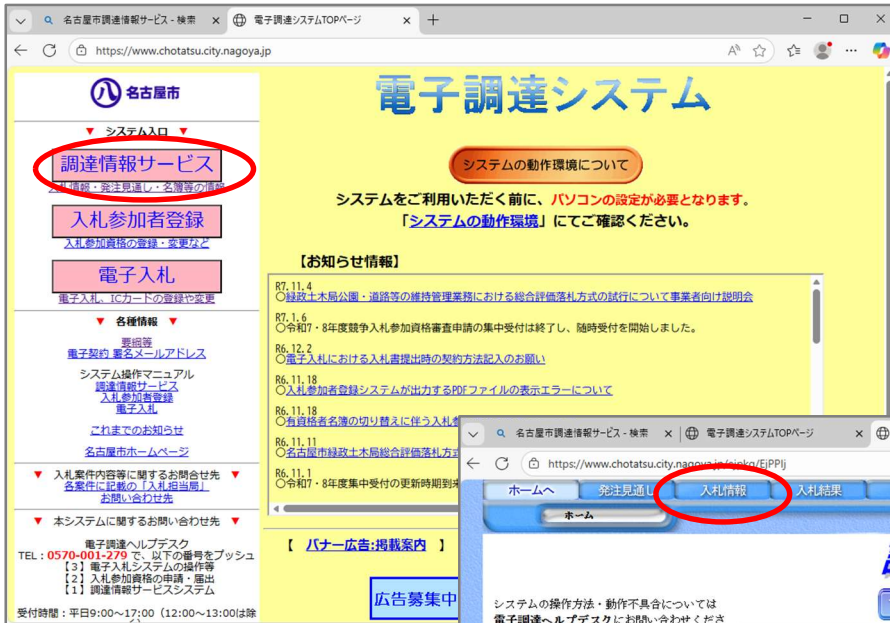 名古屋市調達情報サービス - 検索
電子調達システムTOPページ
https://www.chotatsu.city.nagoya.jp
名古屋市
▼ システム入口 ▼
調達情報サービス
入札情報・発注見通し・名簿等の情報
入札参加者登録
入札参加資格の登録・変更など
電子入札
電子入札、ICカードの登録や変更
▼ 各種情報 ▼
要綱等
電子契約 署名メールアドレス
システム操作マニュアル
調達情報サービス
入札参加者登録
電子入札
これまでのお知らせ
名古屋市ホームページ
▼ 入札案件内容等に関するお問合せ先 ▼
各案件に記載の「入札担当局」
お問い合わせ先
▼ 本システムに関するお問い合わせ先 ▼
電子調達ヘルプデスク
TEL:0570-001-279 で、以下の番号をプッシュ
【3】電子入札システムの操作等
【2】入札参加資格の申請・届出
【1】調達情報サービスシステム
受付時間:平日9:00~17:00(12:00~13:00は除
電子調達システム
システムの動作環境について
システムをご利用いただく前に、パソコンの設定が必要となります。
「システムの動作環境」にてご確認ください。
【お知らせ情報】
R7.11.4
○緑政土木局公園・道路等の維持管理業務における総合評価落札方式の試行について事業者向け説明会
R7.1.6
○令和7・8年度競争入札参加資格審査申請の集中受付は終了し、随時受付を開始しました。
R6.12.2
○電子入札における入札書提出時の契約方法記入のお願い
R6.11.18
○入札参加者登録システムが出力するPDFファイルの表示エラーについて
R6.11.18
○有資格者名簿の切り替えに伴う入札参
R6.11.11
○名古屋市緑政土木局総合評価落札方式
R6.11.1
○令和7・8年度集中受付の更新時期到来
【 バナー広告:掲載案内 】
広告募集中
名古屋市調達情報サービス - 検索
電子調達システムTOPページ
https://www.chotatsu.city.nagoya.jp/ejpkg/EjPPIj
ホームへ
発注見通し
入札情報
入札結果
ホーム
システムの操作方法・動作不具合については
電子調達ヘルプデスクにお問い合わせくださ